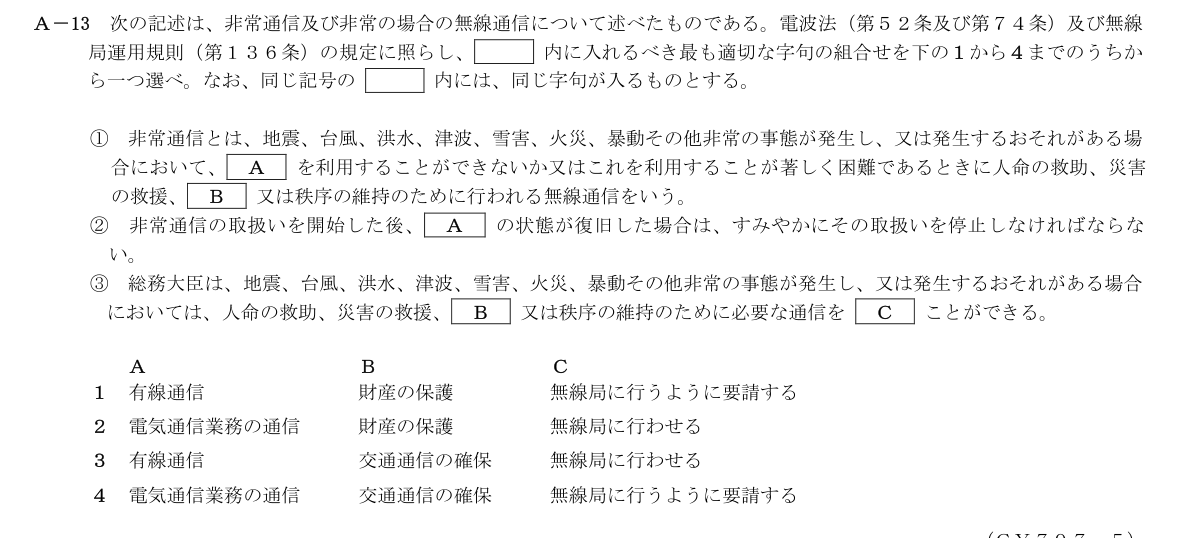 A－13 次の記述は、非常通信及び非常の場合の無線通信について述べたものである。電波法（第５２条及び第７４条）及び無線
局運用規則（第１３６条）の規定に照らし、 内に入れるべき最も適切な字句の組合せを下の1から4までのうちか
ら一つ選べ。なお、同じ記号の 内には、同じ字句が入るものとする。
① 非常通信とは、地震、台風、洪水、津波、雪害、火災、暴動その他非常の事態が発生し、又は発生するおそれがある場
合において、 A を利用することができないか又はこれを利用することが著しく困難であるときに人命の救助、災害
の救援、 B 又は秩序の維持のために行われる無線通信をいう。
② 非常通信の取扱いを開始した後、 A の状態が復旧した場合は、すみやかにその取扱いを停止しなければならな
い。
③ 総務大臣は、地震、台風、洪水、津波、雪害、火災、暴動その他非常の事態が発生し、又は発生するおそれがある場合
においては、人命の救助、災害の救援、 B 又は秩序の維持のために必要な通信を C ことができる。
A B C
1 有線通信 財産の保護 無線局に行うように要請する
2 電気通信業務の通信 財産の保護 無線局に行わせる
3 有線通信 交通通信の確保 無線局に行わせる
4 電気通信業務の通信 交通通信の確保 無線局に行うように要請する